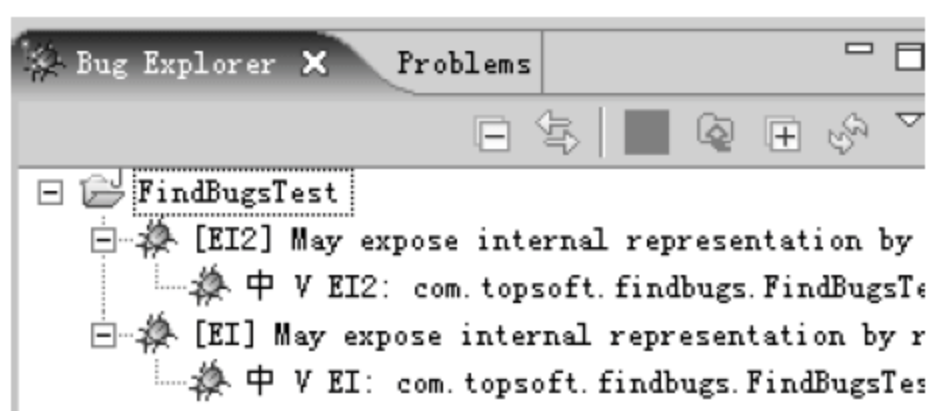 Bug Explorer Problems
FindBugsTest
[EI2] May expose internal representation by
中 V EI2: com.topsoft.findbugs.FindBugsTe
[EI] May expose internal representation by r
中 V EI: com.topsoft.findbugs.FindBugsTes